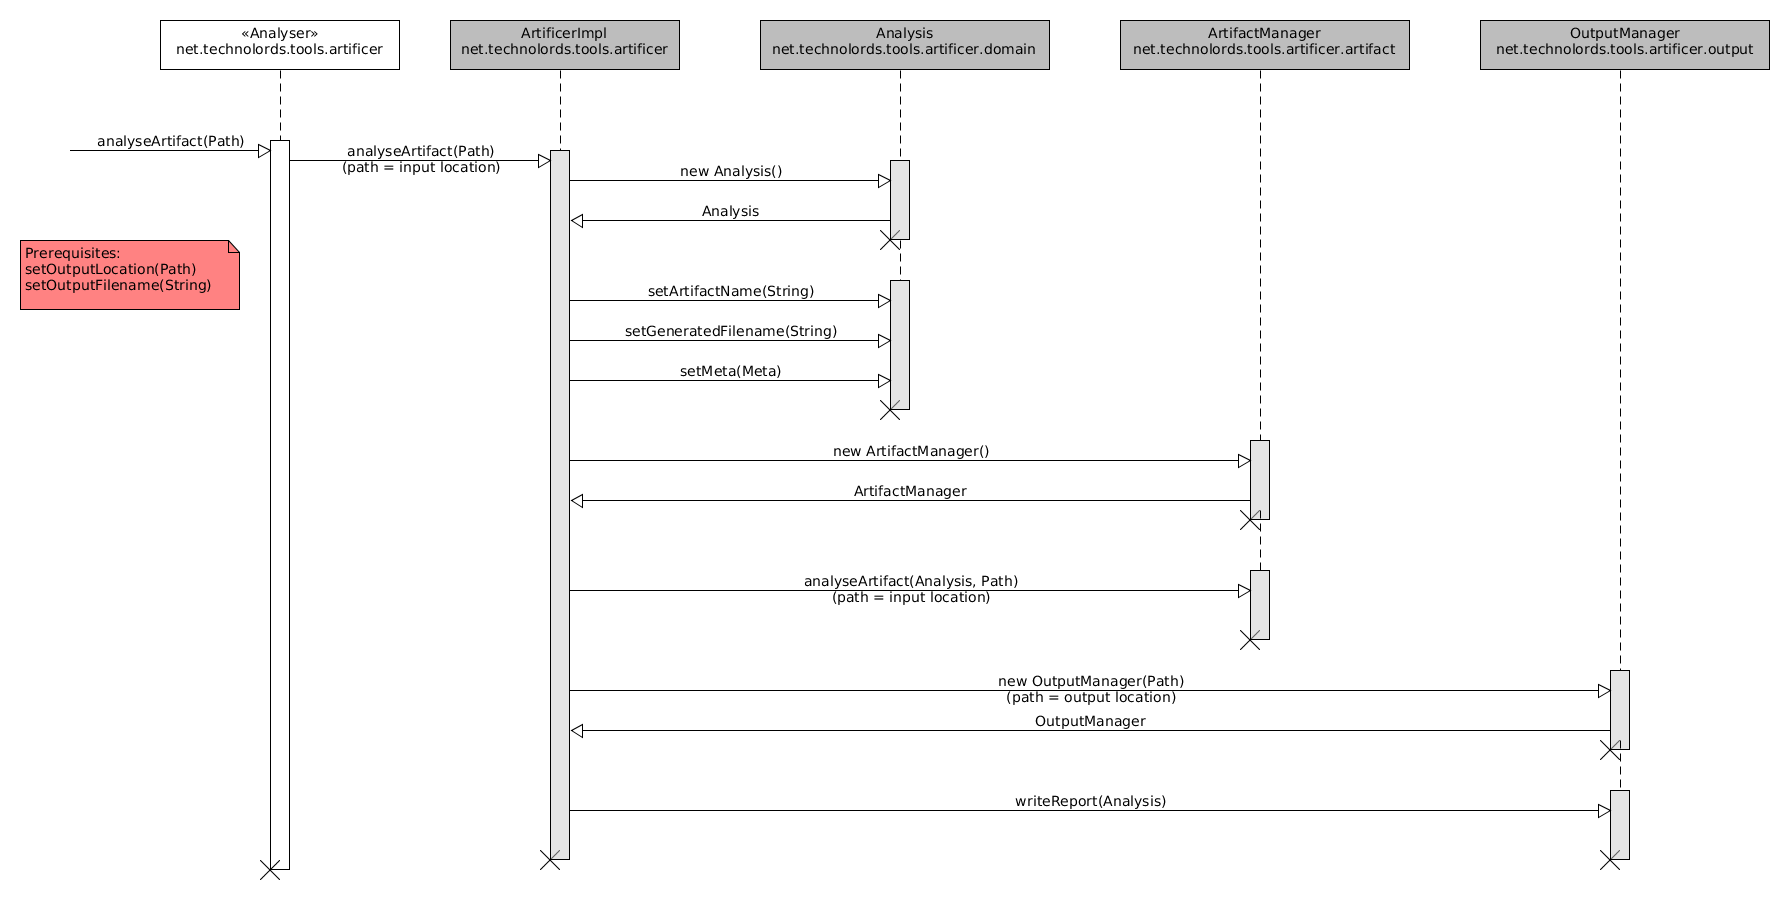 «Analyser»
net.technolords.tools.artificer
ArtificerImpl
net.technolords.tools.artificer
Analysis
net.technolords.tools.artificer.domain
ArtifactManager
net.technolords.tools.artificer.artifact
OutputManager
net.technolords.tools.artificer.output
analyseArtifact(Path)
analyseArtifact(Path)
(path = input location)
new Analysis()
Analysis
Prerequisites:
setOutputLocation(Path)
setOutputFilename(String)
setArtifactName(String)
setGeneratedFilename(String)
setMeta(Meta)
new ArtifactManager()
ArtifactManager
analyseArtifact(Analysis, Path)
(path = input location)
new OutputManager(Path)
(path = output location)
OutputManager
writeReport(Analysis)